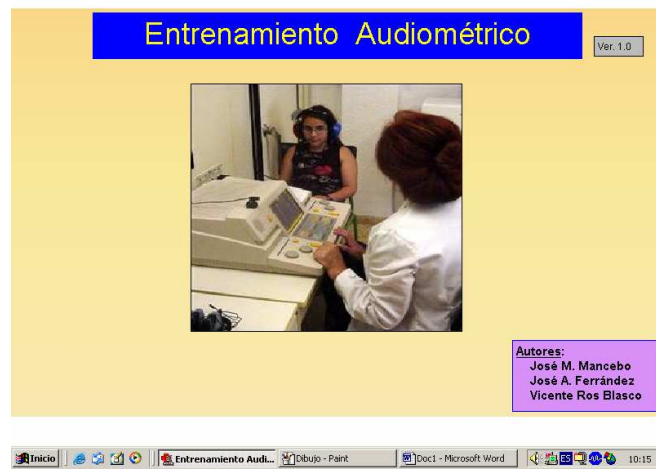 Entrenamiento Audiométrico
Ver. 1.0
Autores:
José M. Mancebo
José A. Ferrández
Vicente Ros Blasco
Inicio
Entrenamiento Audi...
Dibujo - Paint
Doc1 - Microsoft Word
ES
10:15